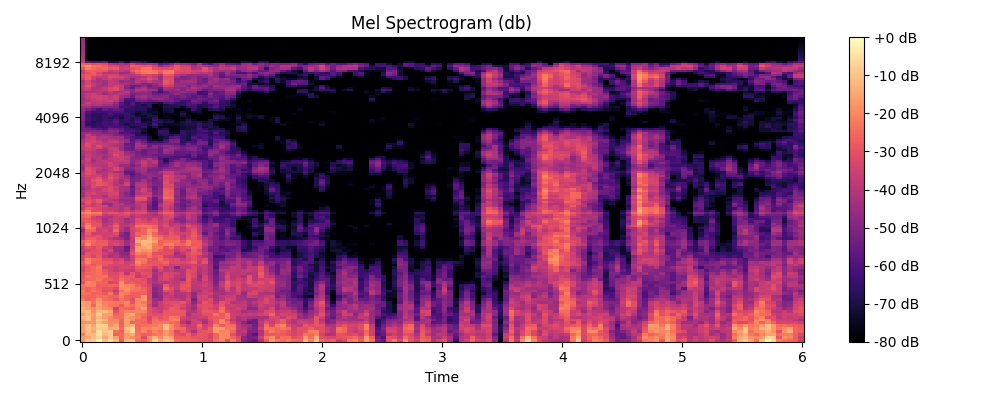 Mel Spectrogram (db)
Hz
8192
4096
2048
1024
512
0
0 1 2 3 4 5 6
Time
+0 dB
-10 dB
-20 dB
-30 dB
-40 dB
-50 dB
-60 dB
-70 dB
-80 dB